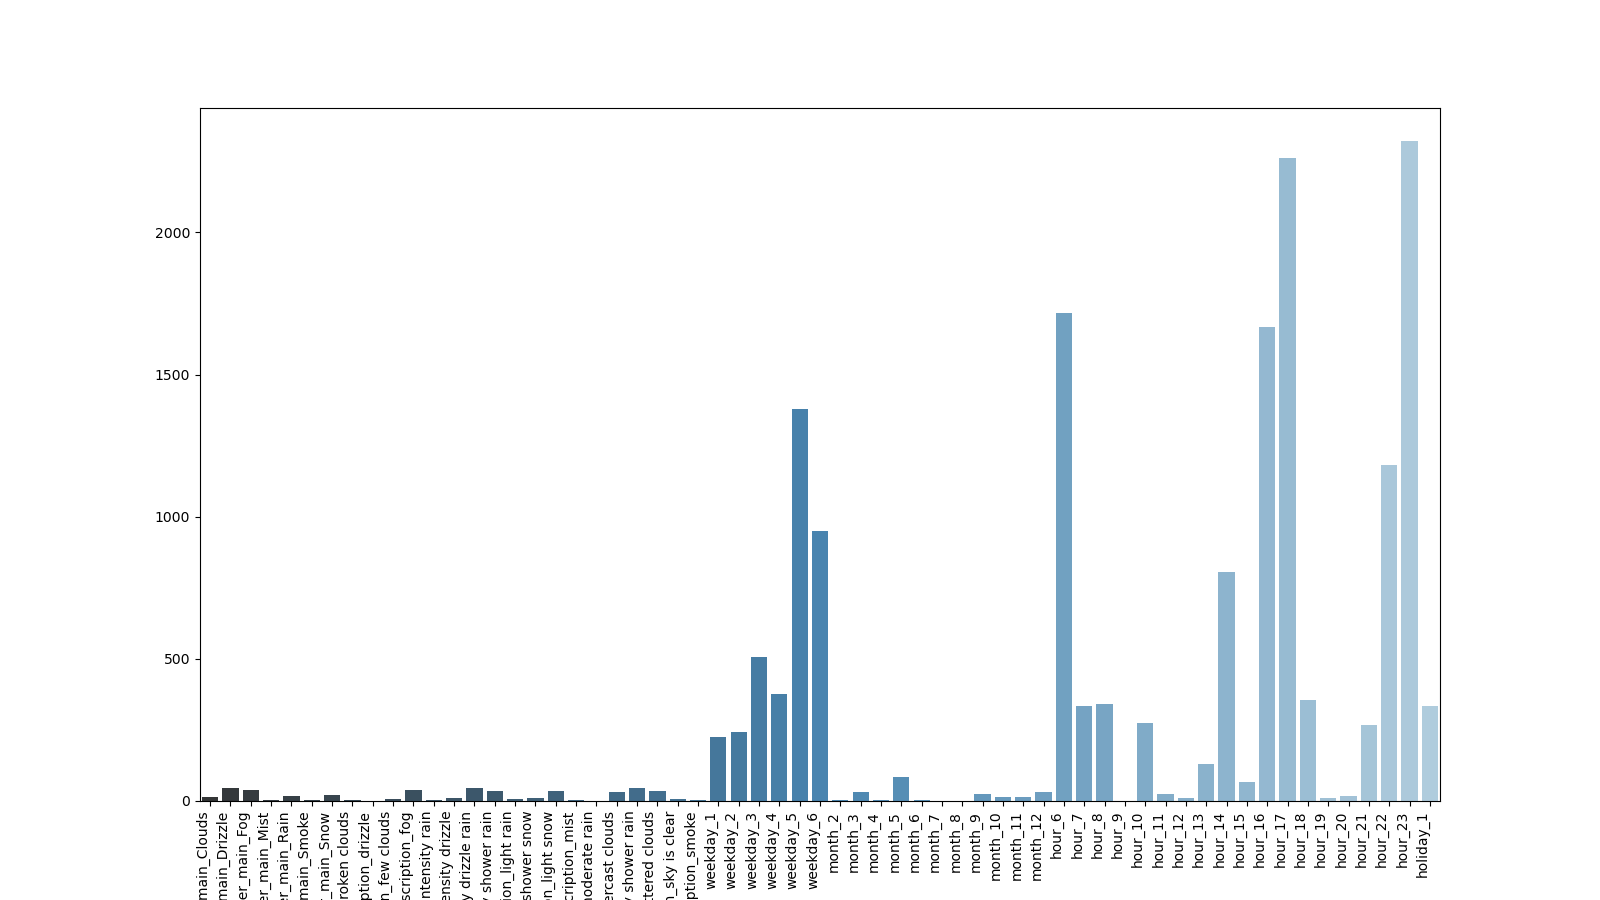 2000
1500
1000
500
0
main_Clouds
main_Drizzle
er_main_Fog
er_main_Mist
er_main_Rain
main_Smoke
r_main_Snow
roken clouds
ption_drizzle
n_few clouds
scription_fog
ntensity rain
ensity drizzle
y drizzle rain
y shower rain
ion_light rain
shower snow
on_light snow
cription_mist
noderate rain
ercast clouds
y shower rain
ttered clouds
n_sky is clear
ption_smoke
weekday_1
weekday_2
weekday_3
weekday_4
weekday_5
weekday_6
month_2
month_3
month_4
month_5
month_6
month_7
month_8
month_9
month_10
month_11
month_12
hour_6
hour_7
hour_8
hour_9
hour_10
hour_11
hour_12
hour_13
hour_14
hour_15
hour_16
hour_17
hour_18
hour_19
hour_20
hour_21
hour_22
hour_23
holiday_1